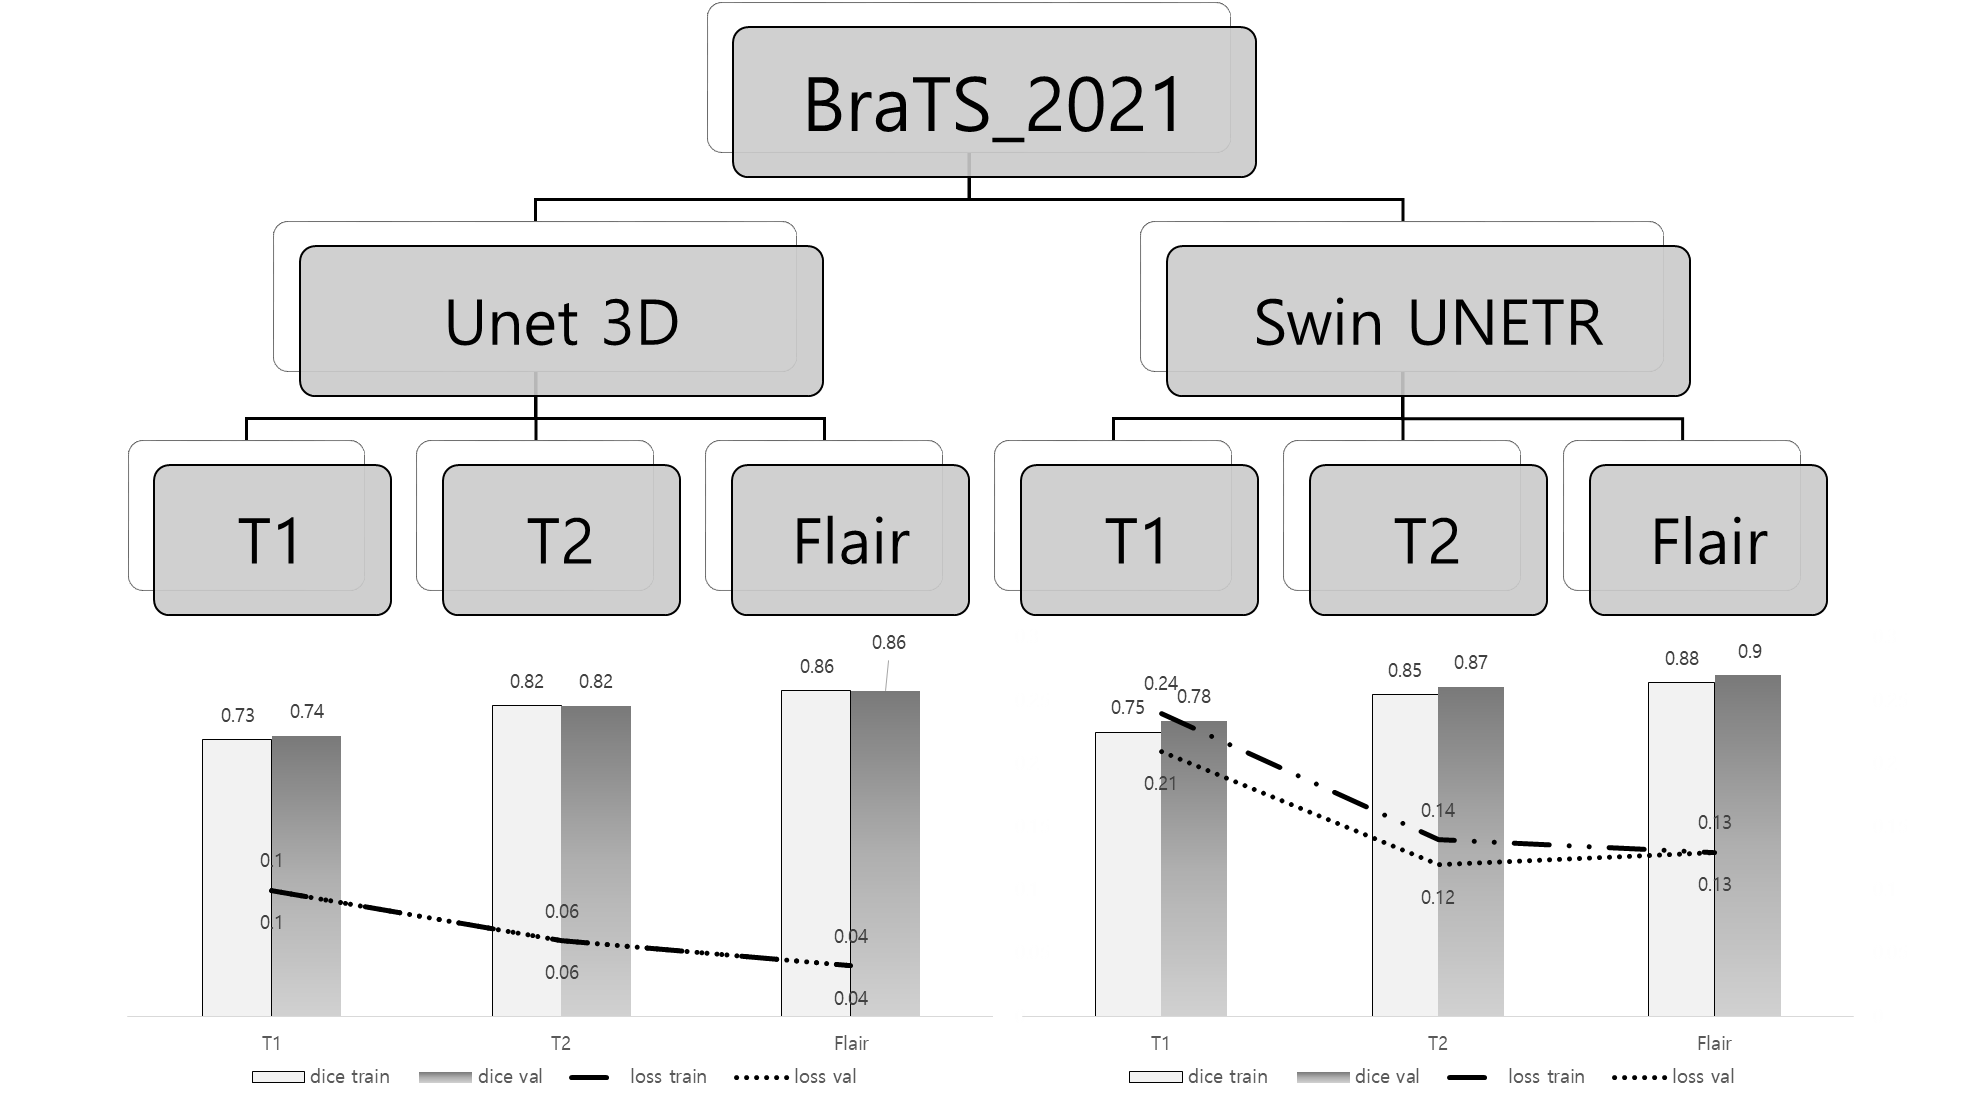 BraTS_2021
Unet 3D
Swin UNETR
T1
T2
Flair
T1
T2
Flair
0.73
0.74
0.82
0.82
0.86
0.86
0.1
0.1
0.06
0.06
0.04
0.04
T1
T2
Flair
dice train
dice val
loss train
loss val
0.75
0.24
0.78
0.85
0.87
0.88
0.9
0.21
0.14
0.12
0.13
0.13
T1
T2
Flair
dice train
dice val
loss train
loss val